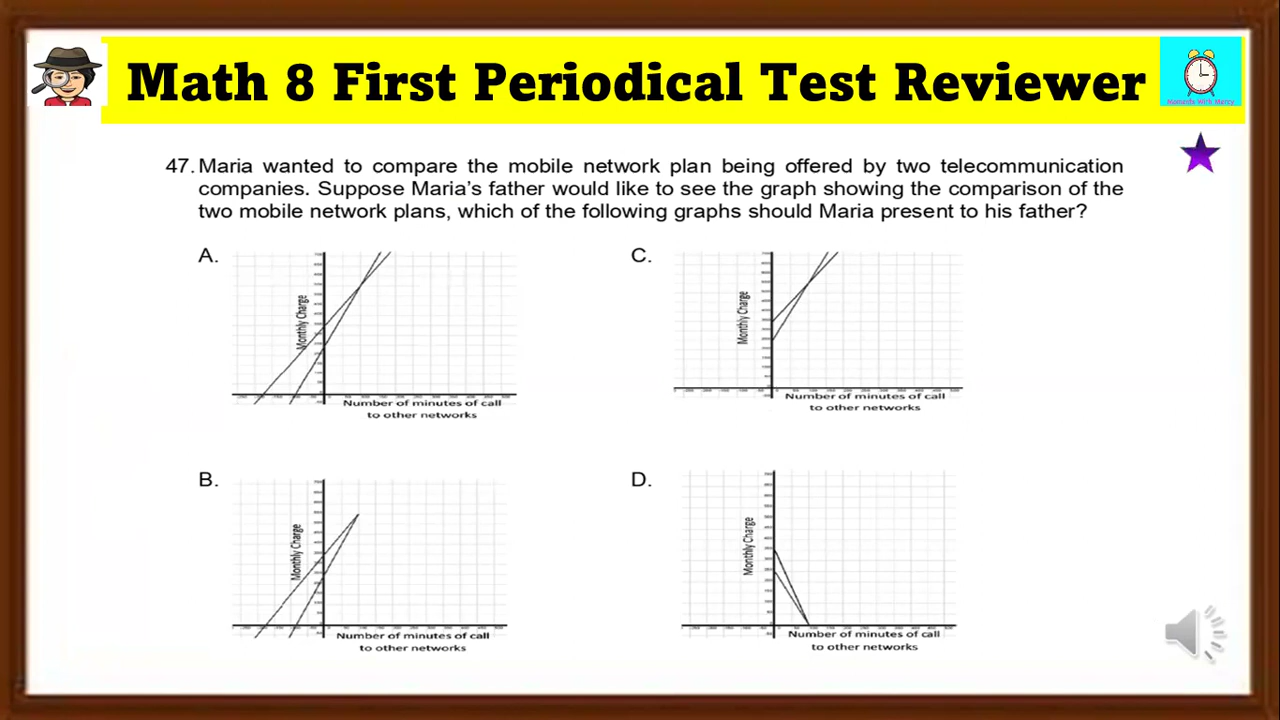 Math 8 First Periodical Test Reviewer
Moments With Mercy
47. Maria wanted to compare the mobile network plan being offered by two telecommunication
companies. Suppose Maria's father would like to see the graph showing the comparison of the
two mobile network plans, which of the following graphs should Maria present to his father?
A.
Monthly Charge
Number of minutes of call
to other networks
C.
Monthly Charge
Number of minutes of call
to other networks
B.
Monthly Charge
Number of minutes of call
to other networks
D.
Monthly Charge
Number of minutes of call
to other networks